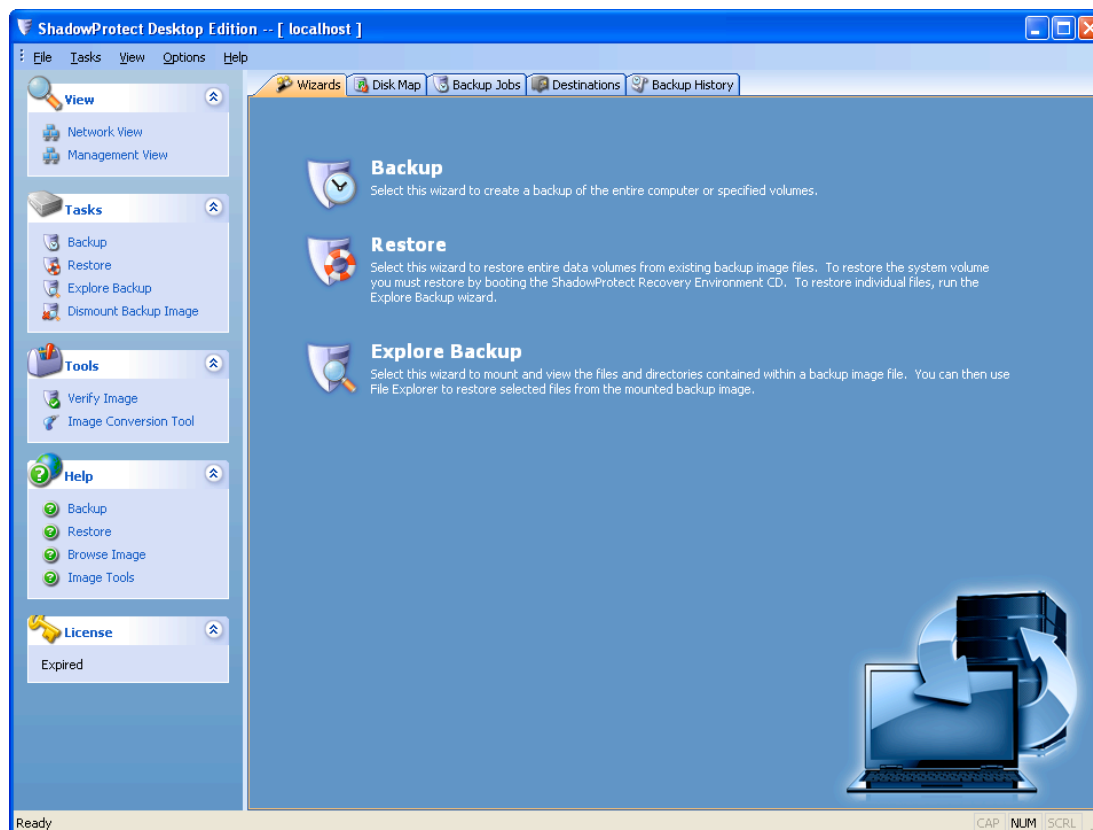 ShadowProtect Desktop Edition -- [ localhost ]
File Tasks View Options Help
View
Network View
Management View
Tasks
Backup
Restore
Explore Backup
Dismount Backup Image
Tools
Verify Image
Image Conversion Tool
Help
Backup
Restore
Browse Image
Image Tools
License
Expired
Wizards Disk Map Backup Jobs Destinations Backup History
Backup
Select this wizard to create a backup of the entire computer or specified volumes.
Restore
Select this wizard to restore entire data volumes from existing backup image files. To restore the system volume
you must restore by booting the ShadowProtect Recovery Environment CD. To restore individual files, run the
Explore Backup wizard.
Explore Backup
Select this wizard to mount and view the files and directories contained within a backup image file. You can then use
File Explorer to restore selected files from the mounted backup image.
Ready
CAP NUM SCRL